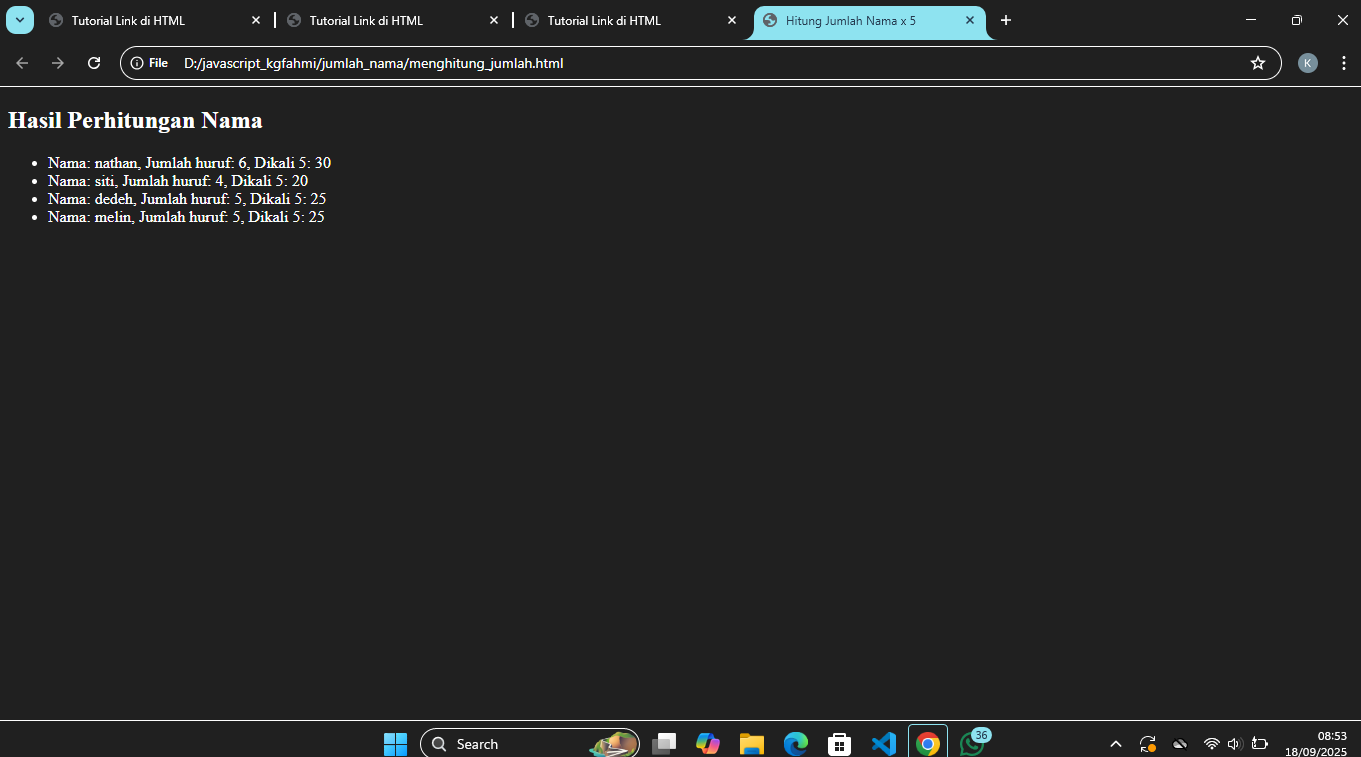 Tutorial Link di HTML
Tutorial Link di HTML
Tutorial Link di HTML
Hitung Jumlah Nama x 5
File D:/javascript_kgfahmi/jumlah_nama/menghitung_jumlah.html
K
Hasil Perhitungan Nama
Nama: nathan, Jumlah huruf: 6, Dikali 5: 30
Nama: siti, Jumlah huruf: 4, Dikali 5: 20
Nama: dedeh, Jumlah huruf: 5, Dikali 5: 25
Nama: melin, Jumlah huruf: 5, Dikali 5: 25
Search
36
08:53
18/09/2025